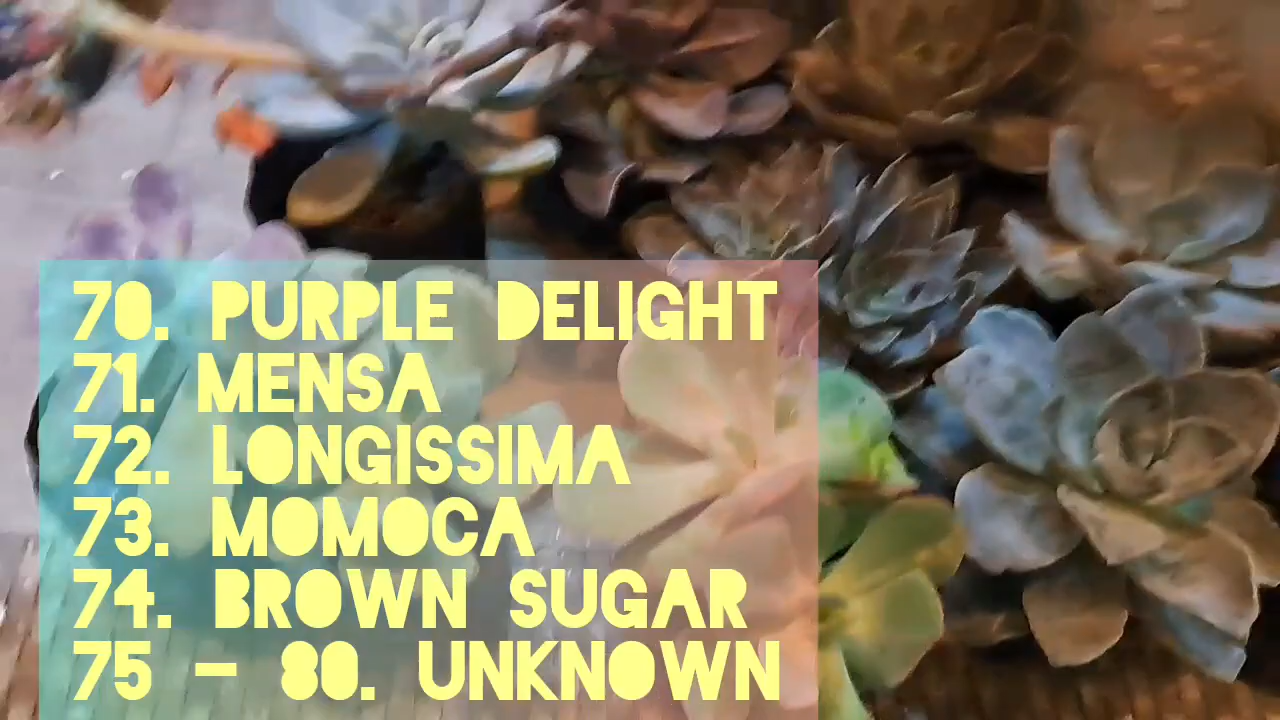 70. PURPLE DELIGHT
71. MENSA
72. LONGISSIMA
73. MOMOCA
74. BROWN SUGAR
75 – 80. UNKNOWN